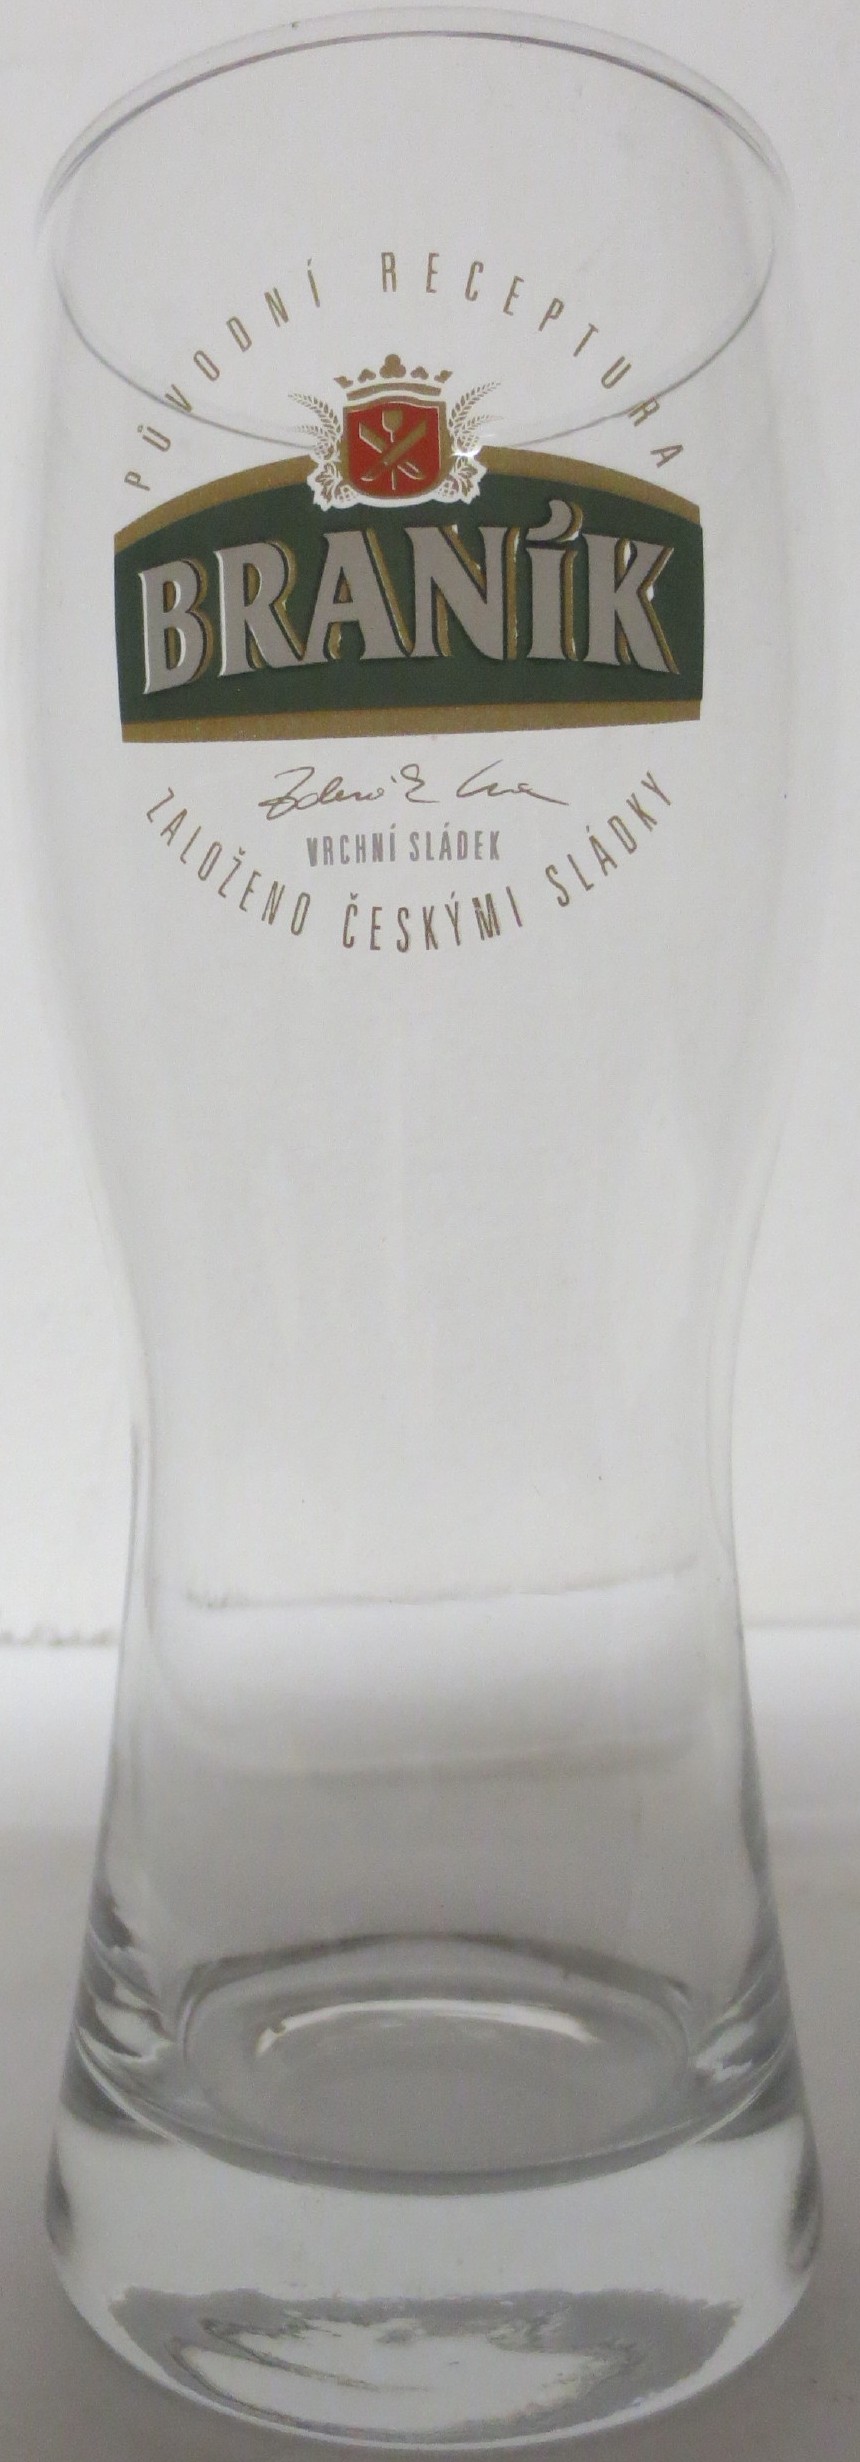 PŮVODNÍ RECEPTURA
BRANÍK
VRCHNÍ SLÁDEK
ZALOŽENO ČESKÝMI SLÁDKY